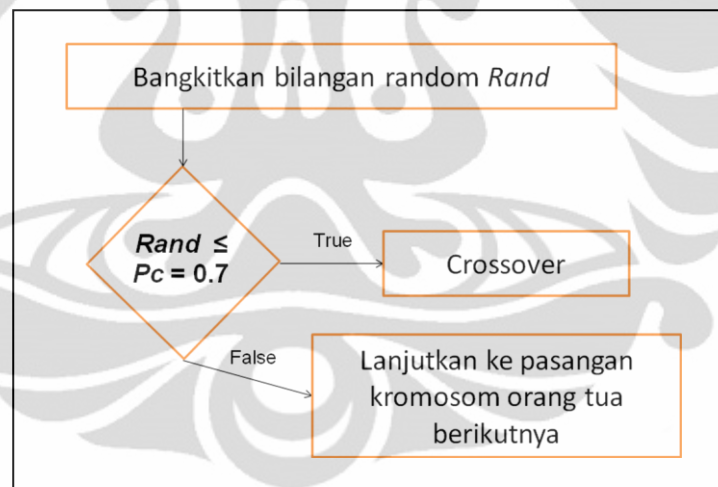 Bangkitkan bilangan random Rand
Rand ≤
Pc = 0.7
True
Crossover
False
Lanjutkan ke pasangan
kromosom orang tua
berikutnya